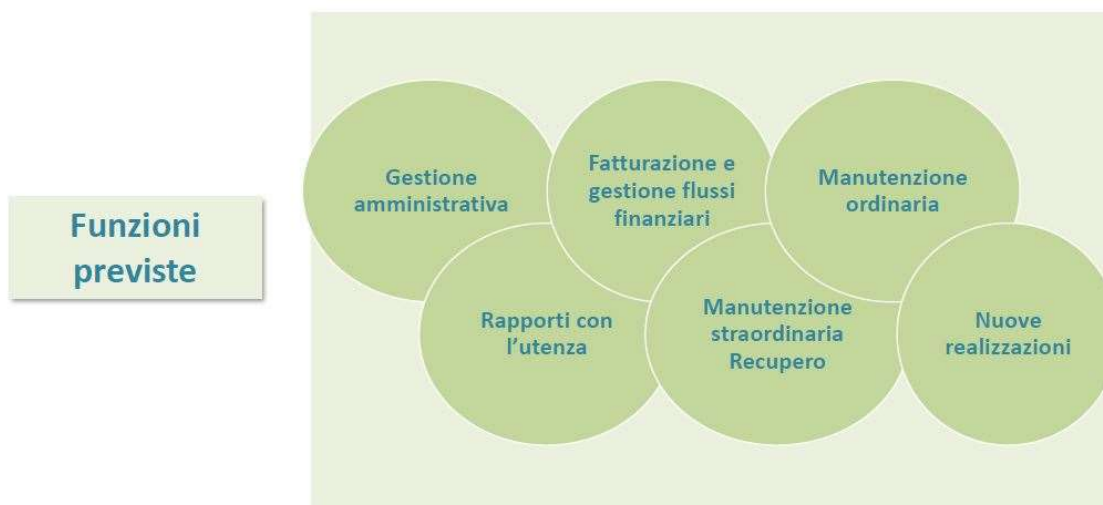 Funzioni
previste
Gestione
amministrativa
Fatturazione e
gestione flussi
finanziari
Manutenzione
ordinaria
Rapporti con
l’utenza
Manutenzione
straordinaria
Recupero
Nuove
realizzazioni